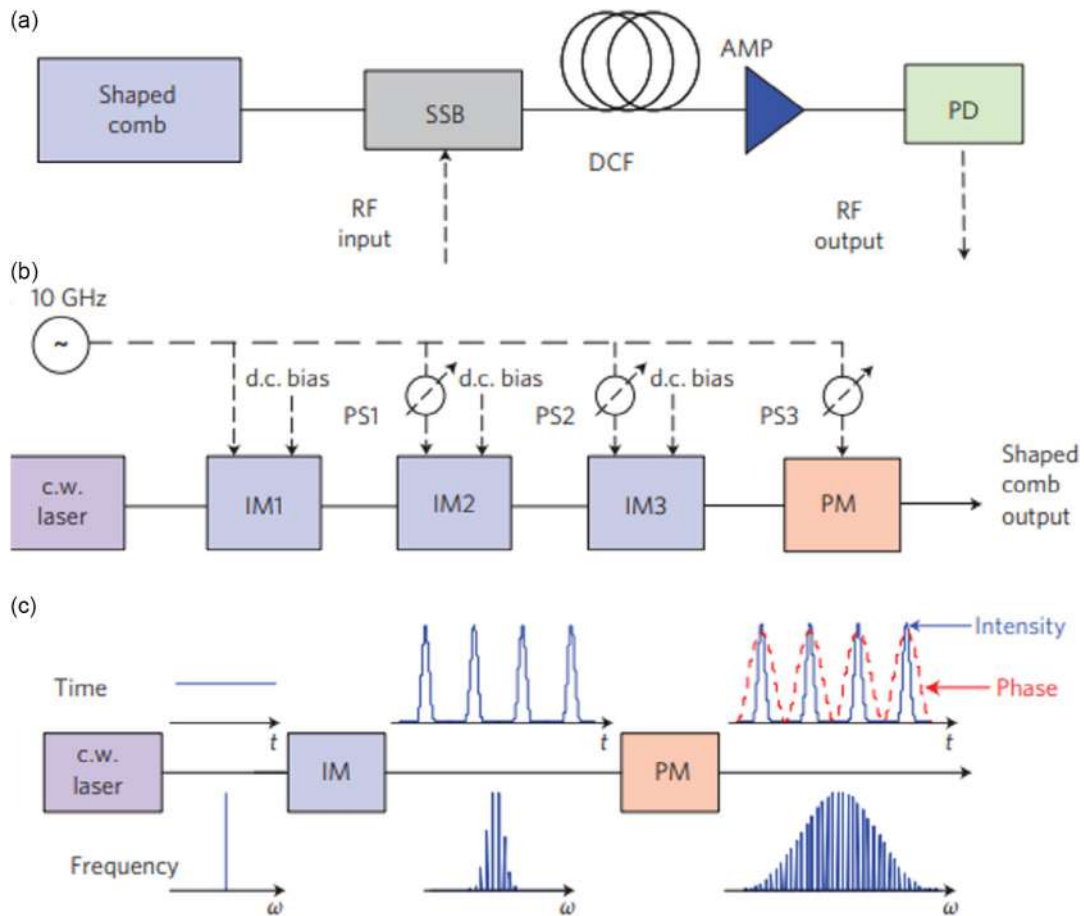 (a)
Shaped
comb
SSB
DCF
AMP
PD
RF
input
RF
output
(b)
10 GHz
~
d.c. bias
PS1
d.c. bias
PS2
d.c. bias
PS3
c.w.
laser
IM1
IM2
IM3
PM
Shaped
comb
output
(c)
Time
t
t
Intensity
Phase
t
c.w.
laser
IM
PM
Frequency
ω
ω
ω